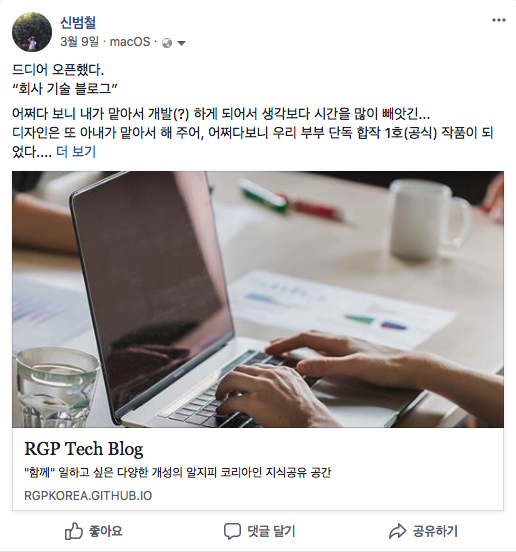 신범철
3월 9일 · macOS ·
드디어 오픈했다.
“회사 기술 블로그”
어쩌다 보니 내가 맡아서 개발(?) 하게 되어서 생각보다 시간을 많이 빼앗긴...
디자인은 또 아내가 맡아서 해 주어, 어쩌다보니 우리 부부 단독 합작 1호(공식) 작품이 되
었다.... 더 보기
RGP Tech Blog
"함께" 일하고 싶은 다양한 개성의 알지피 코리아인 지식공유 공간
RGPKOREA.GITHUB.IO
좋아요 댓글 달기 공유하기